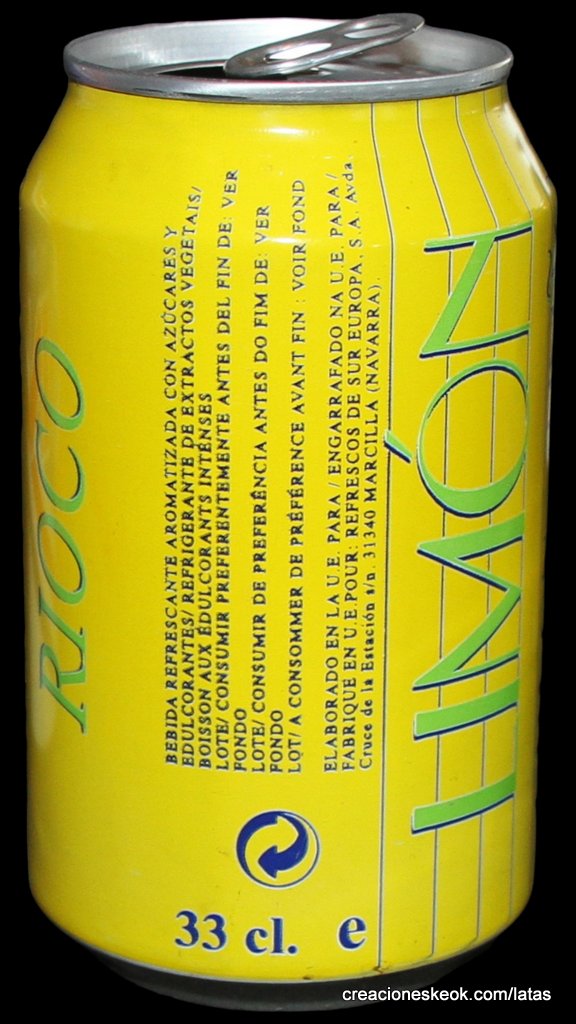 RIOCO
BEBIDA REFRESCANTE AROMATIZADA CON AZÚCARES Y
EDULCORANTES/ REFRIGERANTE DE EXTRACTOS VEGETAIS/
BOISSON AUX ÉDULCORANTS INTENSES
LOTE/ CONSUMIR PREFERENTEMENTE ANTES DEL FIN DE: VER
FONDO
LOTE/ CONSUMO DE PREFERÊNCIA ANTES DO FIM DE: VER
FONDO
LOT/ A CONSOMMER DE PRÉFÉRENCE AVANT FIN : VOIR FOND
ELABORADO EN LA U.E. PARA / ENGARRAFADO NA U.E. PARA /
FABRIQUE EN U.E.POUR: REFRESCOS DE SUR EUROPA, S.A. Avda.
Cruce de la Estación s/n. 31340 MARCILLA (NAVARRA).
LIMÓN
33 cl. e
creacioneskeok.com/latas